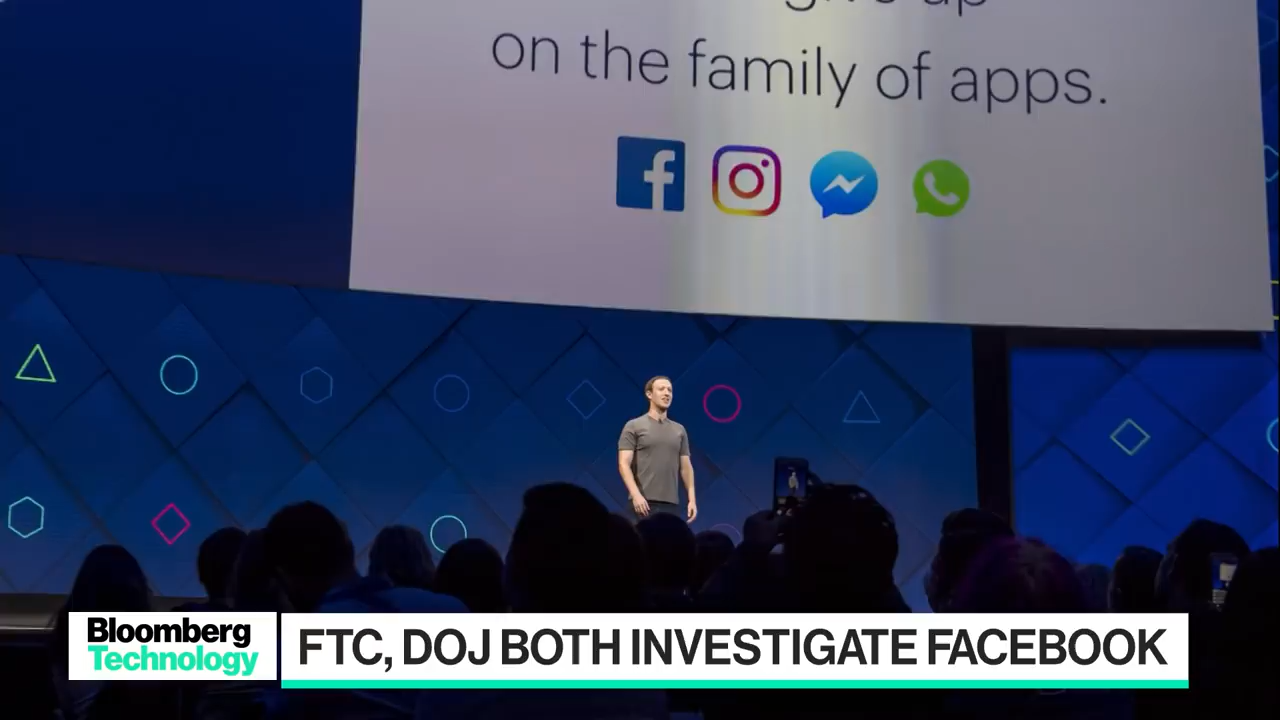 on the family of apps.
Bloomberg
Technology
FTC, DOJ BOTH INVESTIGATE FACEBOOK